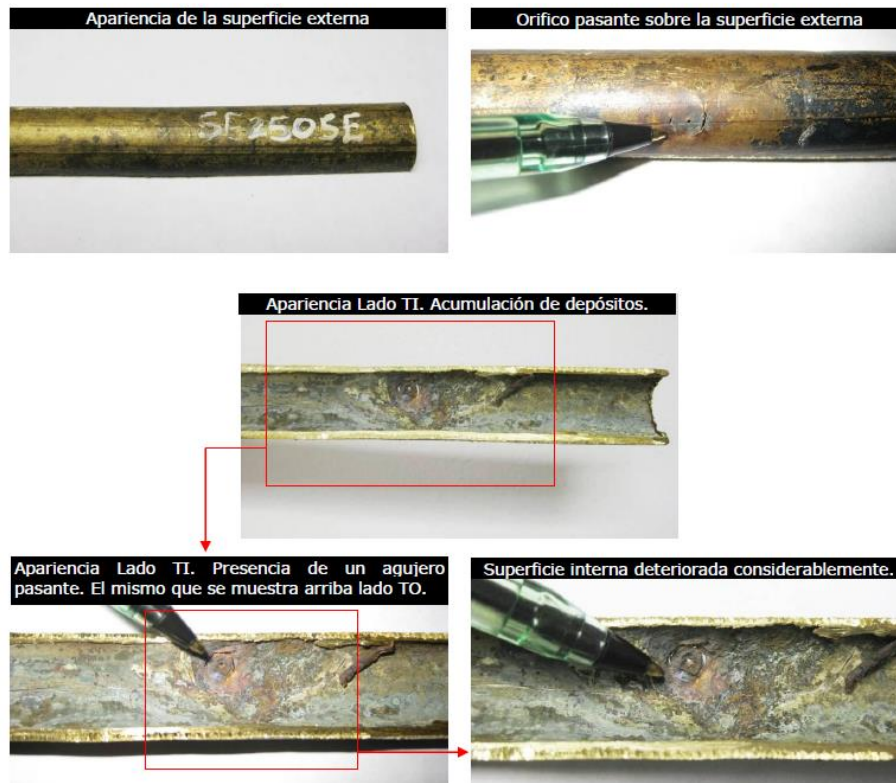 Apariencia de la superficie externa
Orifico pasante sobre la superficie externa
SE250SE
Apariencia Lado TI. Acumulación de depósitos.
Apariencia Lado TI. Presencia de un agujero
pasante. El mismo que se muestra arriba lado TO.
Superficie interna deteriorada considerablemente.